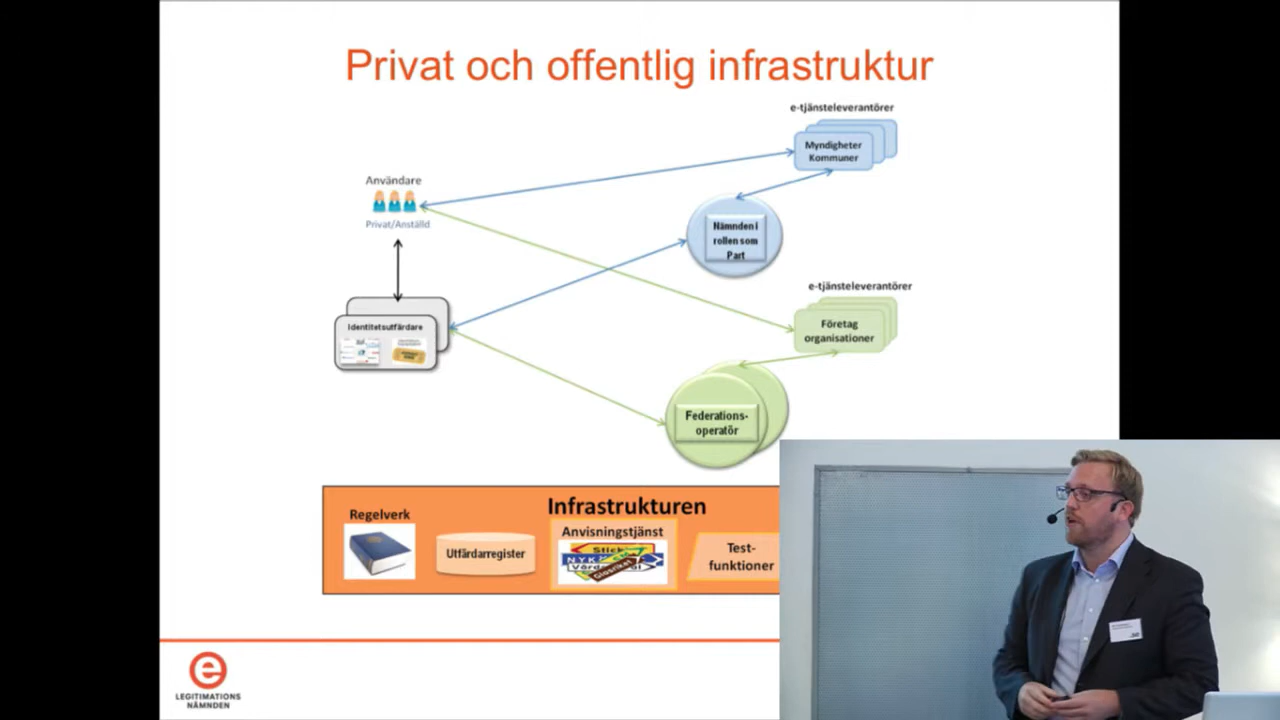 Privat och offentlig infrastruktur
e-tjänsteleverantörer
Myndigheter
Kommuner
Användare
Privat/Anställd
Nämnden i
rollen som
Part
e-tjänsteleverantörer
Företag
organisationer
Identitetsutfärdare
Federations-
operatör
Infrastrukturen
Regelverk
Utfärdarregister
Anvisningstjänst
Test-
funktioner
e
LEGITIMATIONS
NÄMNDEN